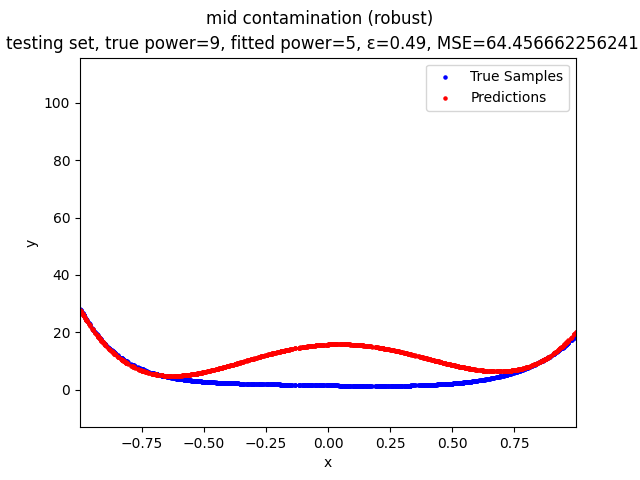 mid contamination (robust)
testing set, true power=9, fitted power=5, ε=0.49, MSE=64.456662256241
True Samples
Predictions
100
80
60
40
20
0
y
−0.75
−0.50
−0.25
0.00
0.25
0.50
0.75
x